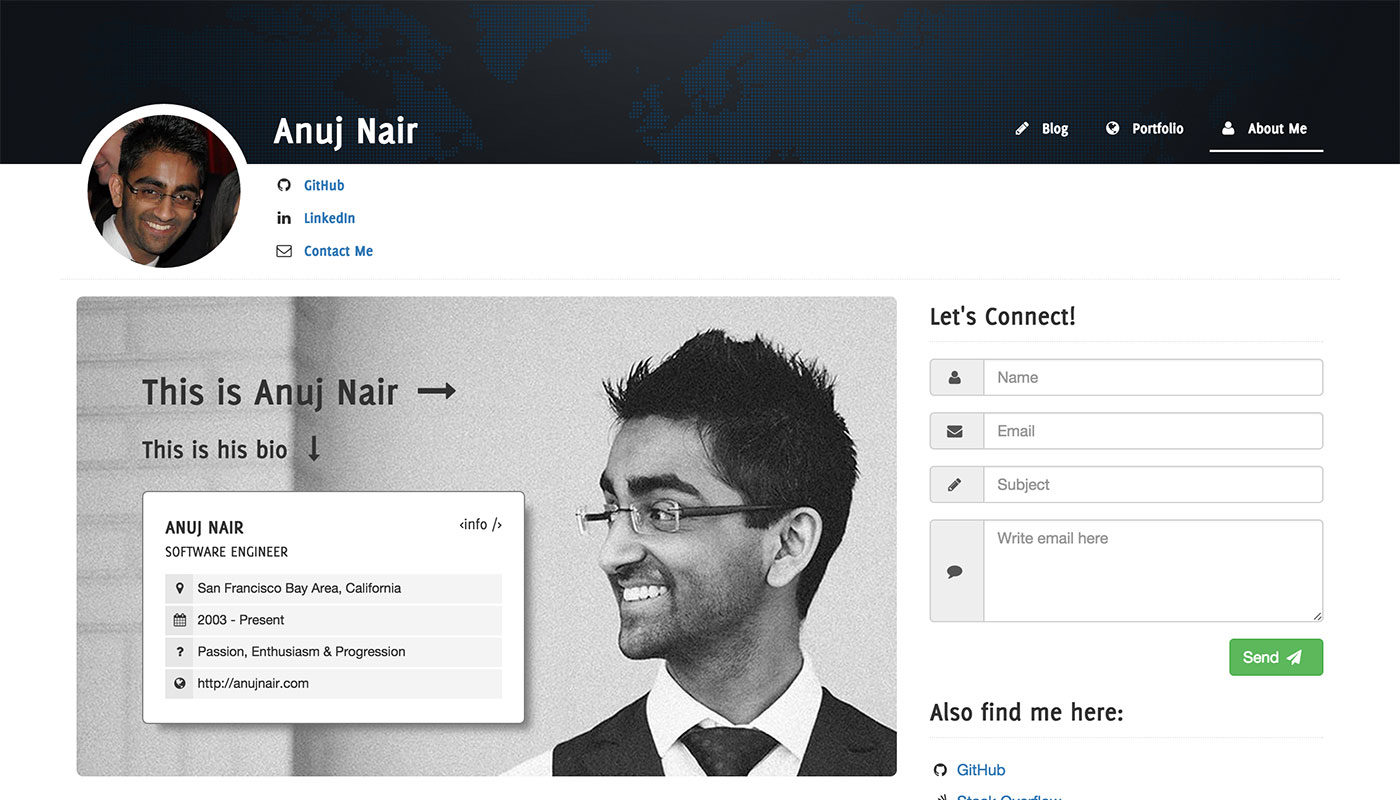 Anuj Nair
Blog
Portfolio
About Me
GitHub
LinkedIn
Contact Me
This is Anuj Nair
This is his bio
ANUJ NAIR
<info />
SOFTWARE ENGINEER
San Francisco Bay Area, California
2003 - Present
Passion, Enthusiasm & Progression
http://anujnair.com
Let's Connect!
Name
Email
Subject
Write email here
Send
Also find me here:
GitHub
Stack Overflow